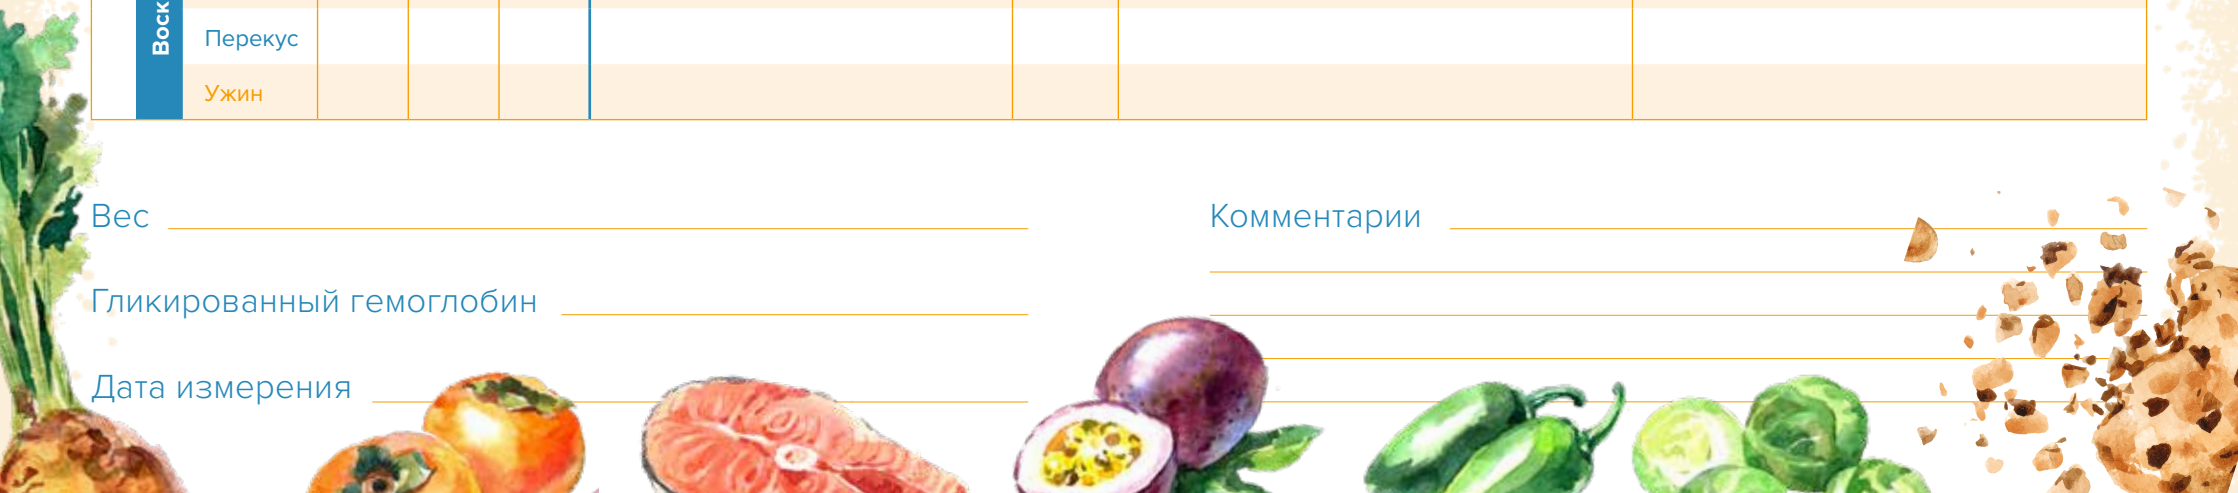 Воск
Перекус
Ужин
Вес
Комментарии
Гликированный гемоглобин
Дата измерения